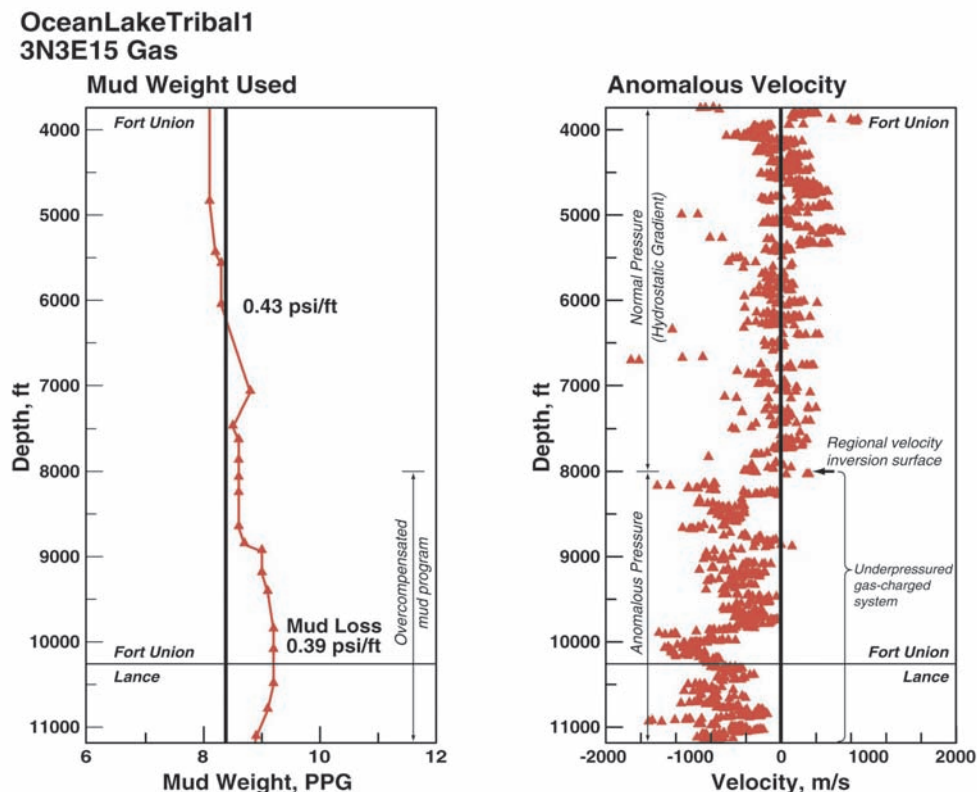 OceanLakeTribal1
3N3E15 Gas
Mud Weight Used
Fort Union
4000
5000
6000
7000
8000
9000
10000
11000
Depth, ft
0.43 psi/ft
Overcompensated
mud program
Mud Loss
0.39 psi/ft
Fort Union
Lance
6
8
10
12
Mud Weight, PPG
Anomalous Velocity
Fort Union
4000
5000
6000
7000
8000
9000
10000
11000
Depth, ft
Normal Pressure
(Hydrostatic Gradient)
Regional velocity
inversion surface
Anomalous Pressure
Underpressured
gas-charged
system
Fort Union
Lance
-2000
-1000
0
1000
2000
Velocity, m/s